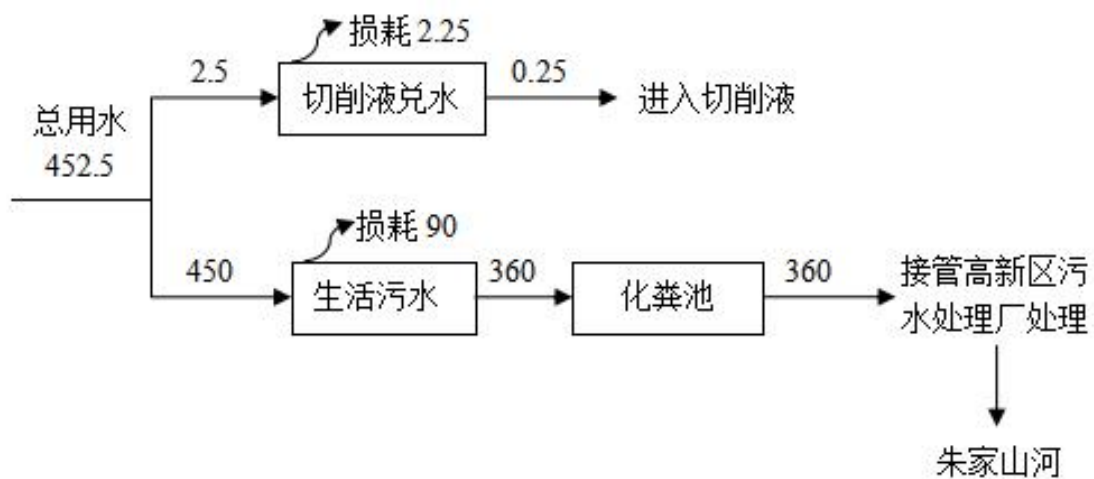 损耗 2.25
2.5
切削液兑水
0.25
进入切削液
总用水
452.5
损耗 90
450
生活污水
360
化粪池
360
接管高新区污
水处理厂处理
朱家山河